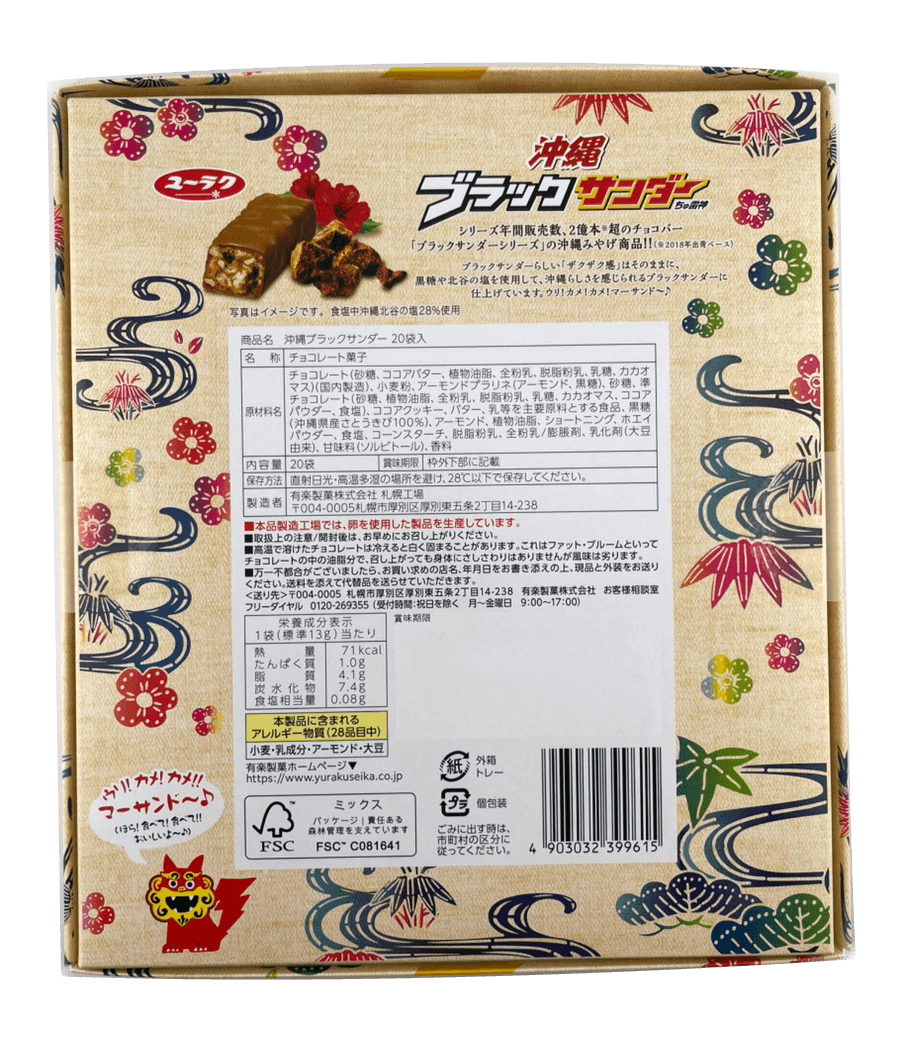 沖縄
ユーラク
ブラックサンダー
ちゅ雷神
シリーズ年間販売数、2億本※超のチョコバー
「ブラックサンダーシリーズ」の沖縄みやげ商品!!(※2018年出荷ベース)
ブラックサンダーらしい「ザクザク感」はそのままに、
黒糖や北谷の塩を使用して、沖縄らしさを感じられるブラックサンダーに
仕上げています。ウリ!カメ!カメ!マーサンド〜♪
写真はイメージです。食塩中沖縄北谷の塩28%使用
商品名 沖縄ブラックサンダー 20袋入
名 称 チョコレート菓子
原材料名
チョコレート(砂糖、ココアバター、植物油脂、全粉乳、脱脂粉乳、乳糖、カカオ
マス)(国内製造)、小麦粉、アーモンドプラリネ(アーモンド、黒糖)、砂糖、準
チョコレート(砂糖、植物油脂、全粉乳、脱脂粉乳、乳糖、カカオマス、ココア
パウダー、食塩)、ココアクッキー、バター、乳等を主要原料とする食品、黒糖
(沖縄県産さとうきび100%)、アーモンド、植物油脂、ショートニング、ホエイ
パウダー、食塩、コーンスターチ、脱脂粉乳、全粉乳/膨脹剤、乳化剤(大豆
由来)、甘味料(ソルビトール)、香料
内容量 20袋 賞味期限 枠外下部に記載
保存方法 直射日光・高温多湿の場所を避け、28℃以下で保存してください。
製造者 有楽製菓株式会社 札幌工場
〒004-0005札幌市厚別区厚別東五条2丁目14-238
■本品製造工場では、卵を使用した製品を生産しています。
■取扱上の注意/開封後は、お早めにお召し上がりください。
■高温で溶けたチョコレートは冷えると白く固まることがあります。これはファット・ブルームといって
チョコレートの中の油脂分で、召し上がっても身体にさしさわりはありませんが風味は劣ります。
■万一不都合がございましたら、お買い求めの店名、年月日をお書き添えの上、現品と外装をお送り
ください。送料を添えて代替品を送らせていただきます。
<送り先>〒004-0005 札幌市厚別区厚別東五条2丁目14-238 有楽製菓株式会社 お客様相談室
フリーダイヤル 0120-269355 (受付時間:祝日を除く 月〜金曜日 9:00〜17:00)
栄養成分表示
1袋(標準13g)当たり
熱量 71kcal
たんぱく質 1.0g
脂質 4.1g
炭水化物 7.4g
食塩相当量 0.08g
賞味期限
本製品に含まれる
アレルギー物質(28品目中)
小麦・乳成分・アーモンド・大豆
有楽製菓ホームページ▼
https://www.yurakuseika.co.jp
FSC
ミックス
パッケージ|責任ある
森林管理を支えています
FSC™ C081641
紙 外箱
トレー
プラ 個包装
ごみに出す時は、
市町村の区分に
従ってください。
4 903032 399615
ウリ!カメ!カメ!!
マーサンド〜♪
(ほら!食べて!食べて!!
おいしいよ〜♪)